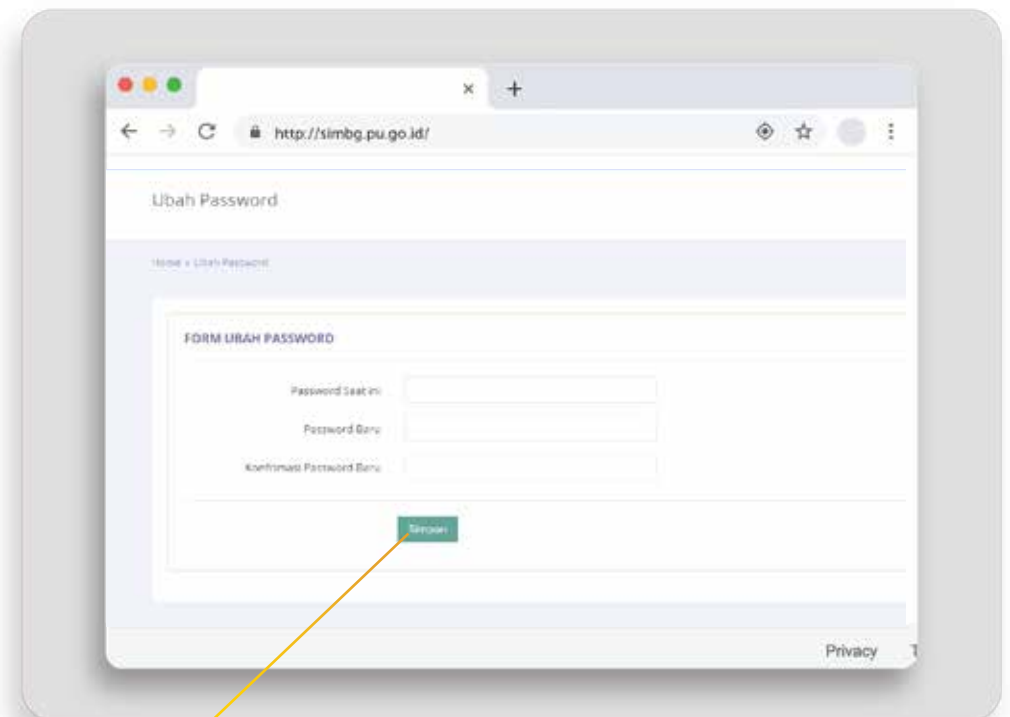 http://simbg.pu.go.id/
Ubah Password
Home » Ubah Password
FORM UBAH PASSWORD
Password Saat ini
Password Baru
Konfirmasi Password Baru
Simpan
Privacy